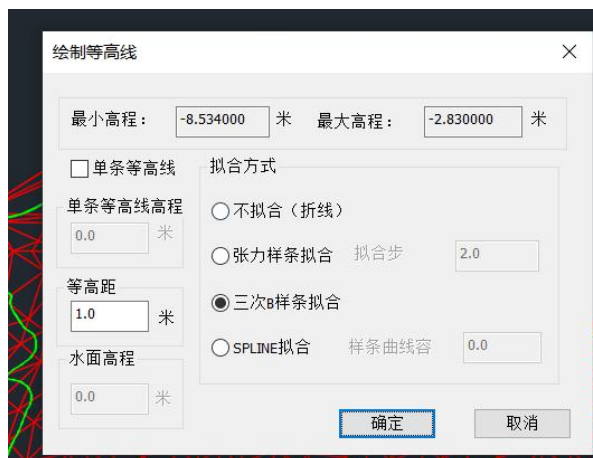 绘制等高线
最小高程： -8.534000 米 最大高程： -2.830000 米
单条等高线
拟合方式
单条等高线高程
0.0 米
不拟合（折线）
张力样条拟合 拟合步 2.0
等高距
1.0 米
三次B样条拟合
SPLINE拟合 样条曲线容 0.0
水面高程
0.0 米
确定 取消